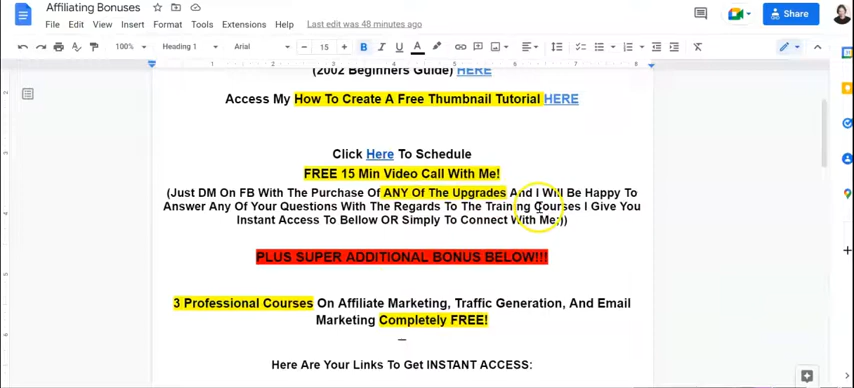 Affiliating Bonuses
File Edit View Insert Format Tools Extensions Help Last edit was 48 minutes ago
Share
100% Heading 1 Arial 15 B I U A
(2002 Beginners Guide) HERE
Access My How To Create A Free Thumbnail Tutorial HERE
Click Here To Schedule
FREE 15 Min Video Call With Me!
(Just DM On FB With The Purchase Of ANY Of The Upgrades And I Will Be Happy To
Answer Any Of Your Questions With The Regards To The Training Courses I Give You
Instant Access To Bellow OR Simply To Connect With Me;))
PLUS SUPER ADDITIONAL BONUS BELOW!!!
3 Professional Courses On Affiliate Marketing, Traffic Generation, And Email
Marketing Completely FREE!
–
Here Are Your Links To Get INSTANT ACCESS: